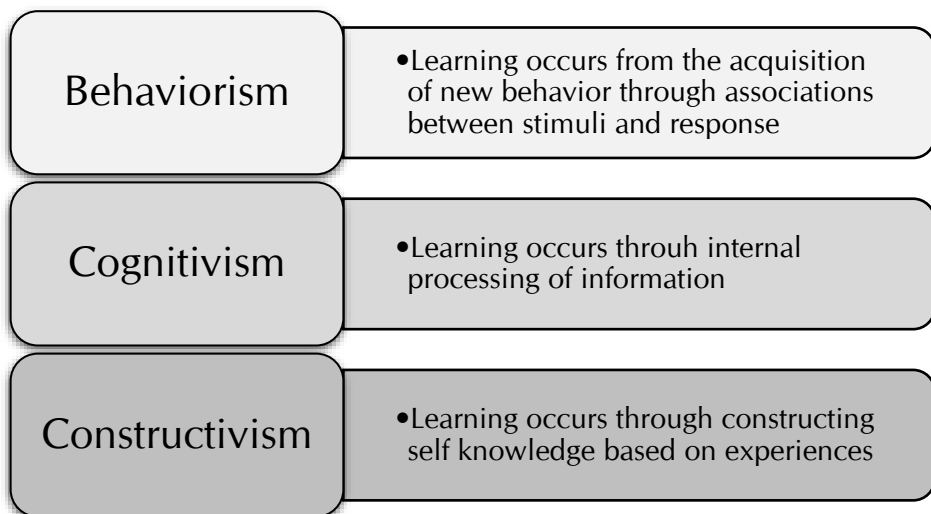 Behaviorism
•Learning occurs from the acquisition
of new behavior through associations
between stimuli and response
Cognitivism
•Learning occurs throuh internal
processing of information
Constructivism
•Learning occurs through constructing
self knowledge based on experiences